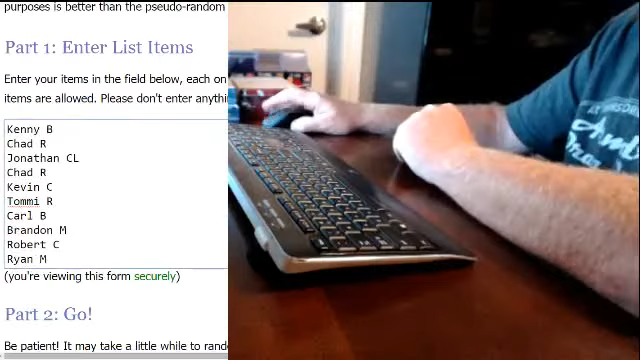 purposes is better than the pseudo-random
Part 1: Enter List Items
Enter your items in the field below, each on
items are allowed. Please don't enter
Kenny B
Chad R
Jonathan CL
Chad R
Kevin C
Tommi R
Carl B
Brandon M
Robert C
Ryan M
(you're viewing this form securely)
Part 2: Go!
Be patient! It may take a little while to